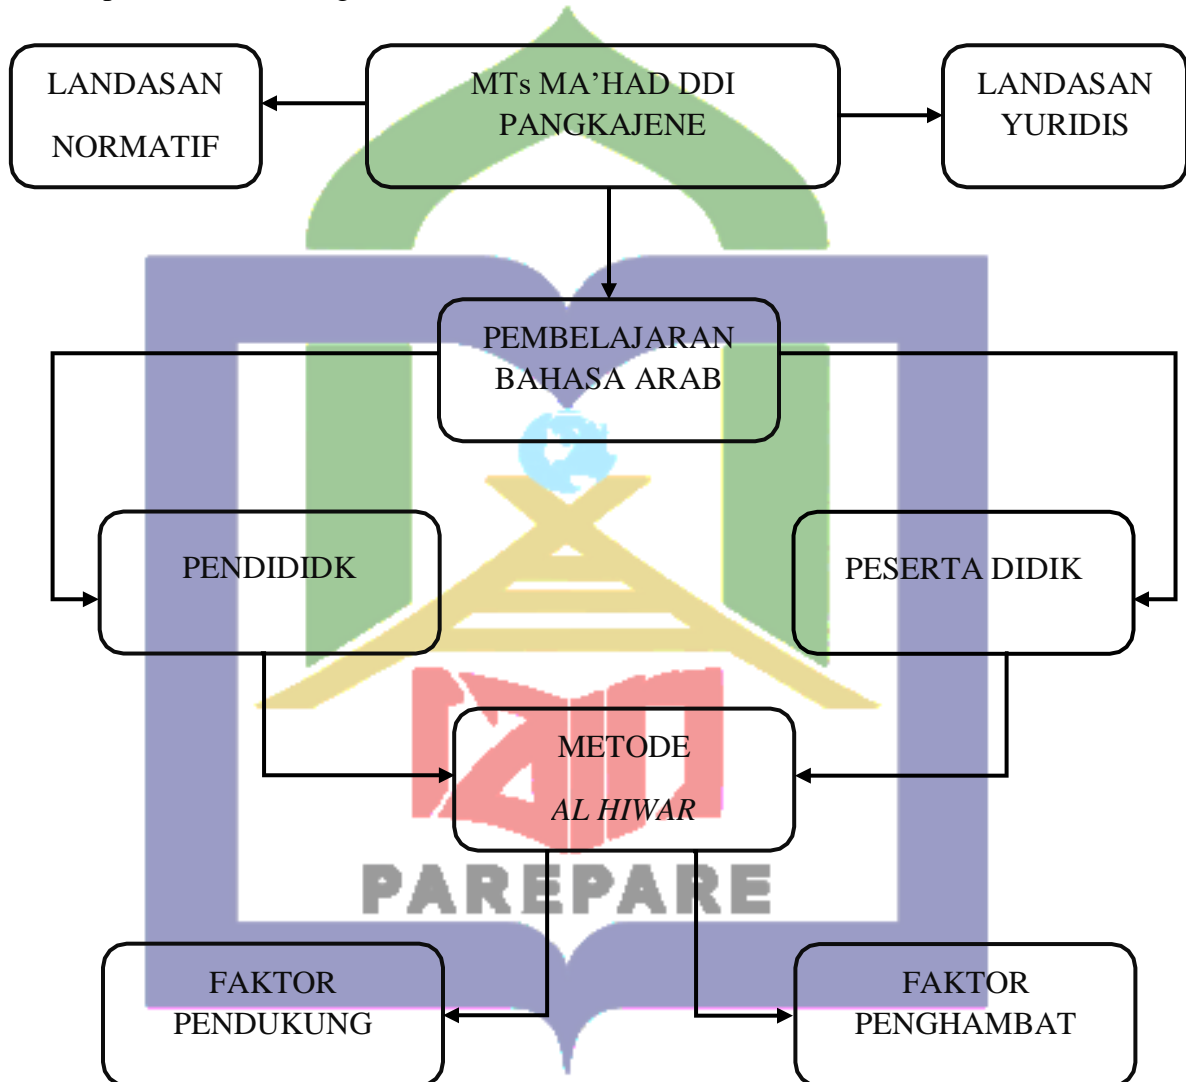 LANDASAN
NORMATIF
MTs MA’HAD DDI
PANGKAJENE
LANDASAN
YURIDIS
PEMBELAJARAN
BAHASA ARAB
PENDIDIDK
PESERTA DIDIK
METODE
AL HIWAR
PAREPARE
FAKTOR
PENDUKUNG
FAKTOR
PENGHAMBAT